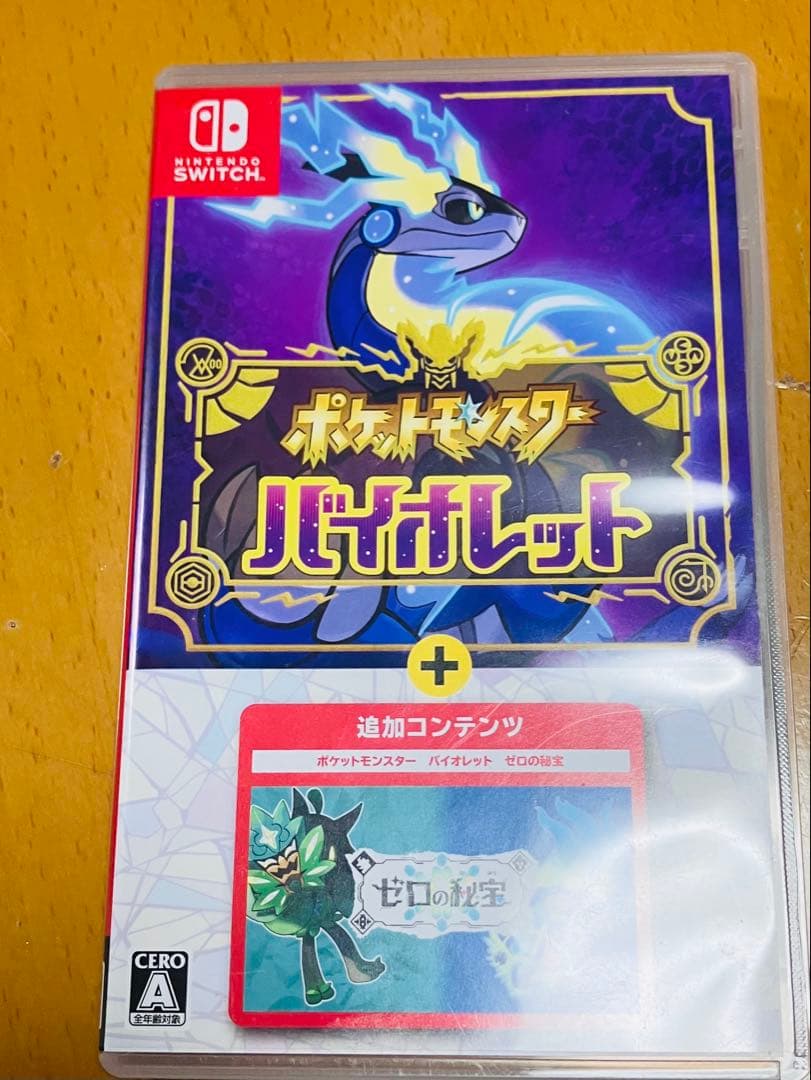 NINTENDO
SWITCH™
ポケットモンスター
バイオレット
+
追加コンテンツ
ポケットモンスター バイオレット ゼロの秘宝
ゼロの秘宝
CERO
A
全年齢対象